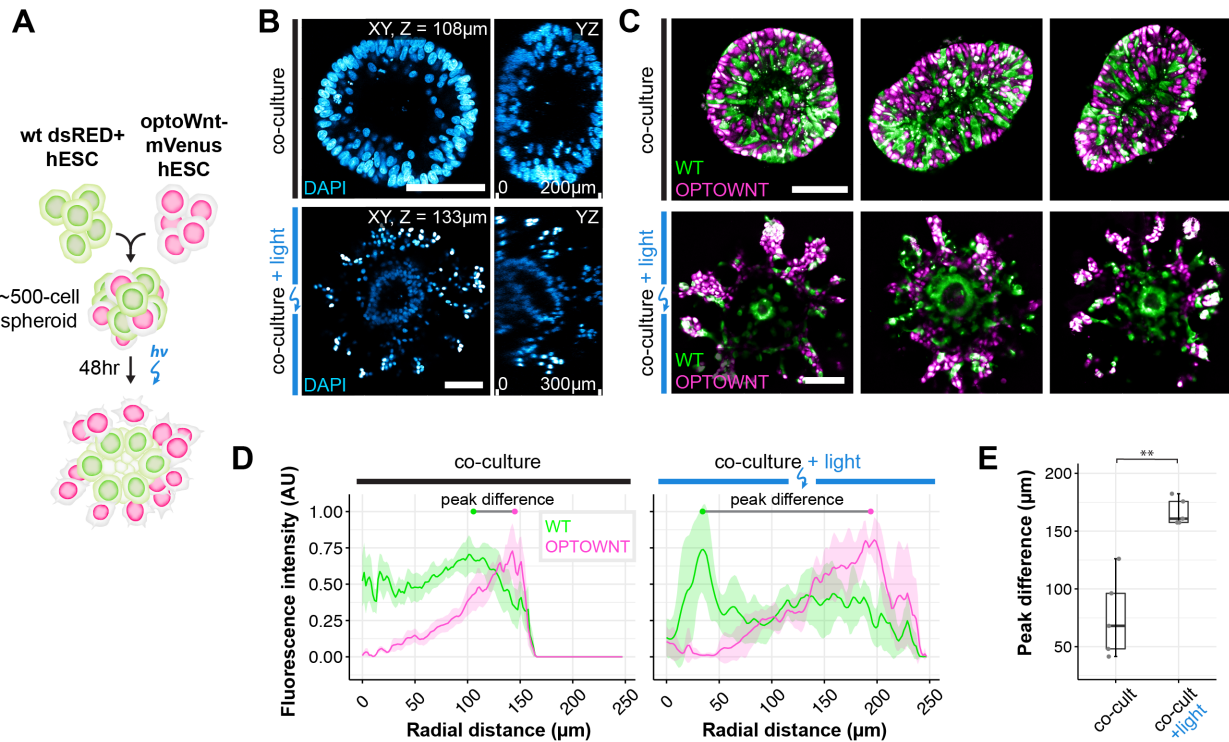 A
wt dsRED+
hESC
optoWnt-
mVenus
hESC
~500-cell
spheroid
48hr
hν
B
co-culture
XY, Z = 108µm
DAPI
YZ
0
200µm
co-culture + light
XY, Z = 133µm
DAPI
YZ
0
300µm
C
co-culture
WT
OPTOWNT
co-culture + light
WT
OPTOWNT
D
co-culture
co-culture + light
peak difference
peak difference
WT
OPTOWNT
Fluorescence intensity (AU)
1.00
0.75
0.50
0.25
0.00
0
50
100
150
200
250
0
50
100
150
200
250
Radial distance (µm)
Radial distance (µm)
E
**
Peak difference (µm)
200
150
100
50
co-cult
co-cult
+light